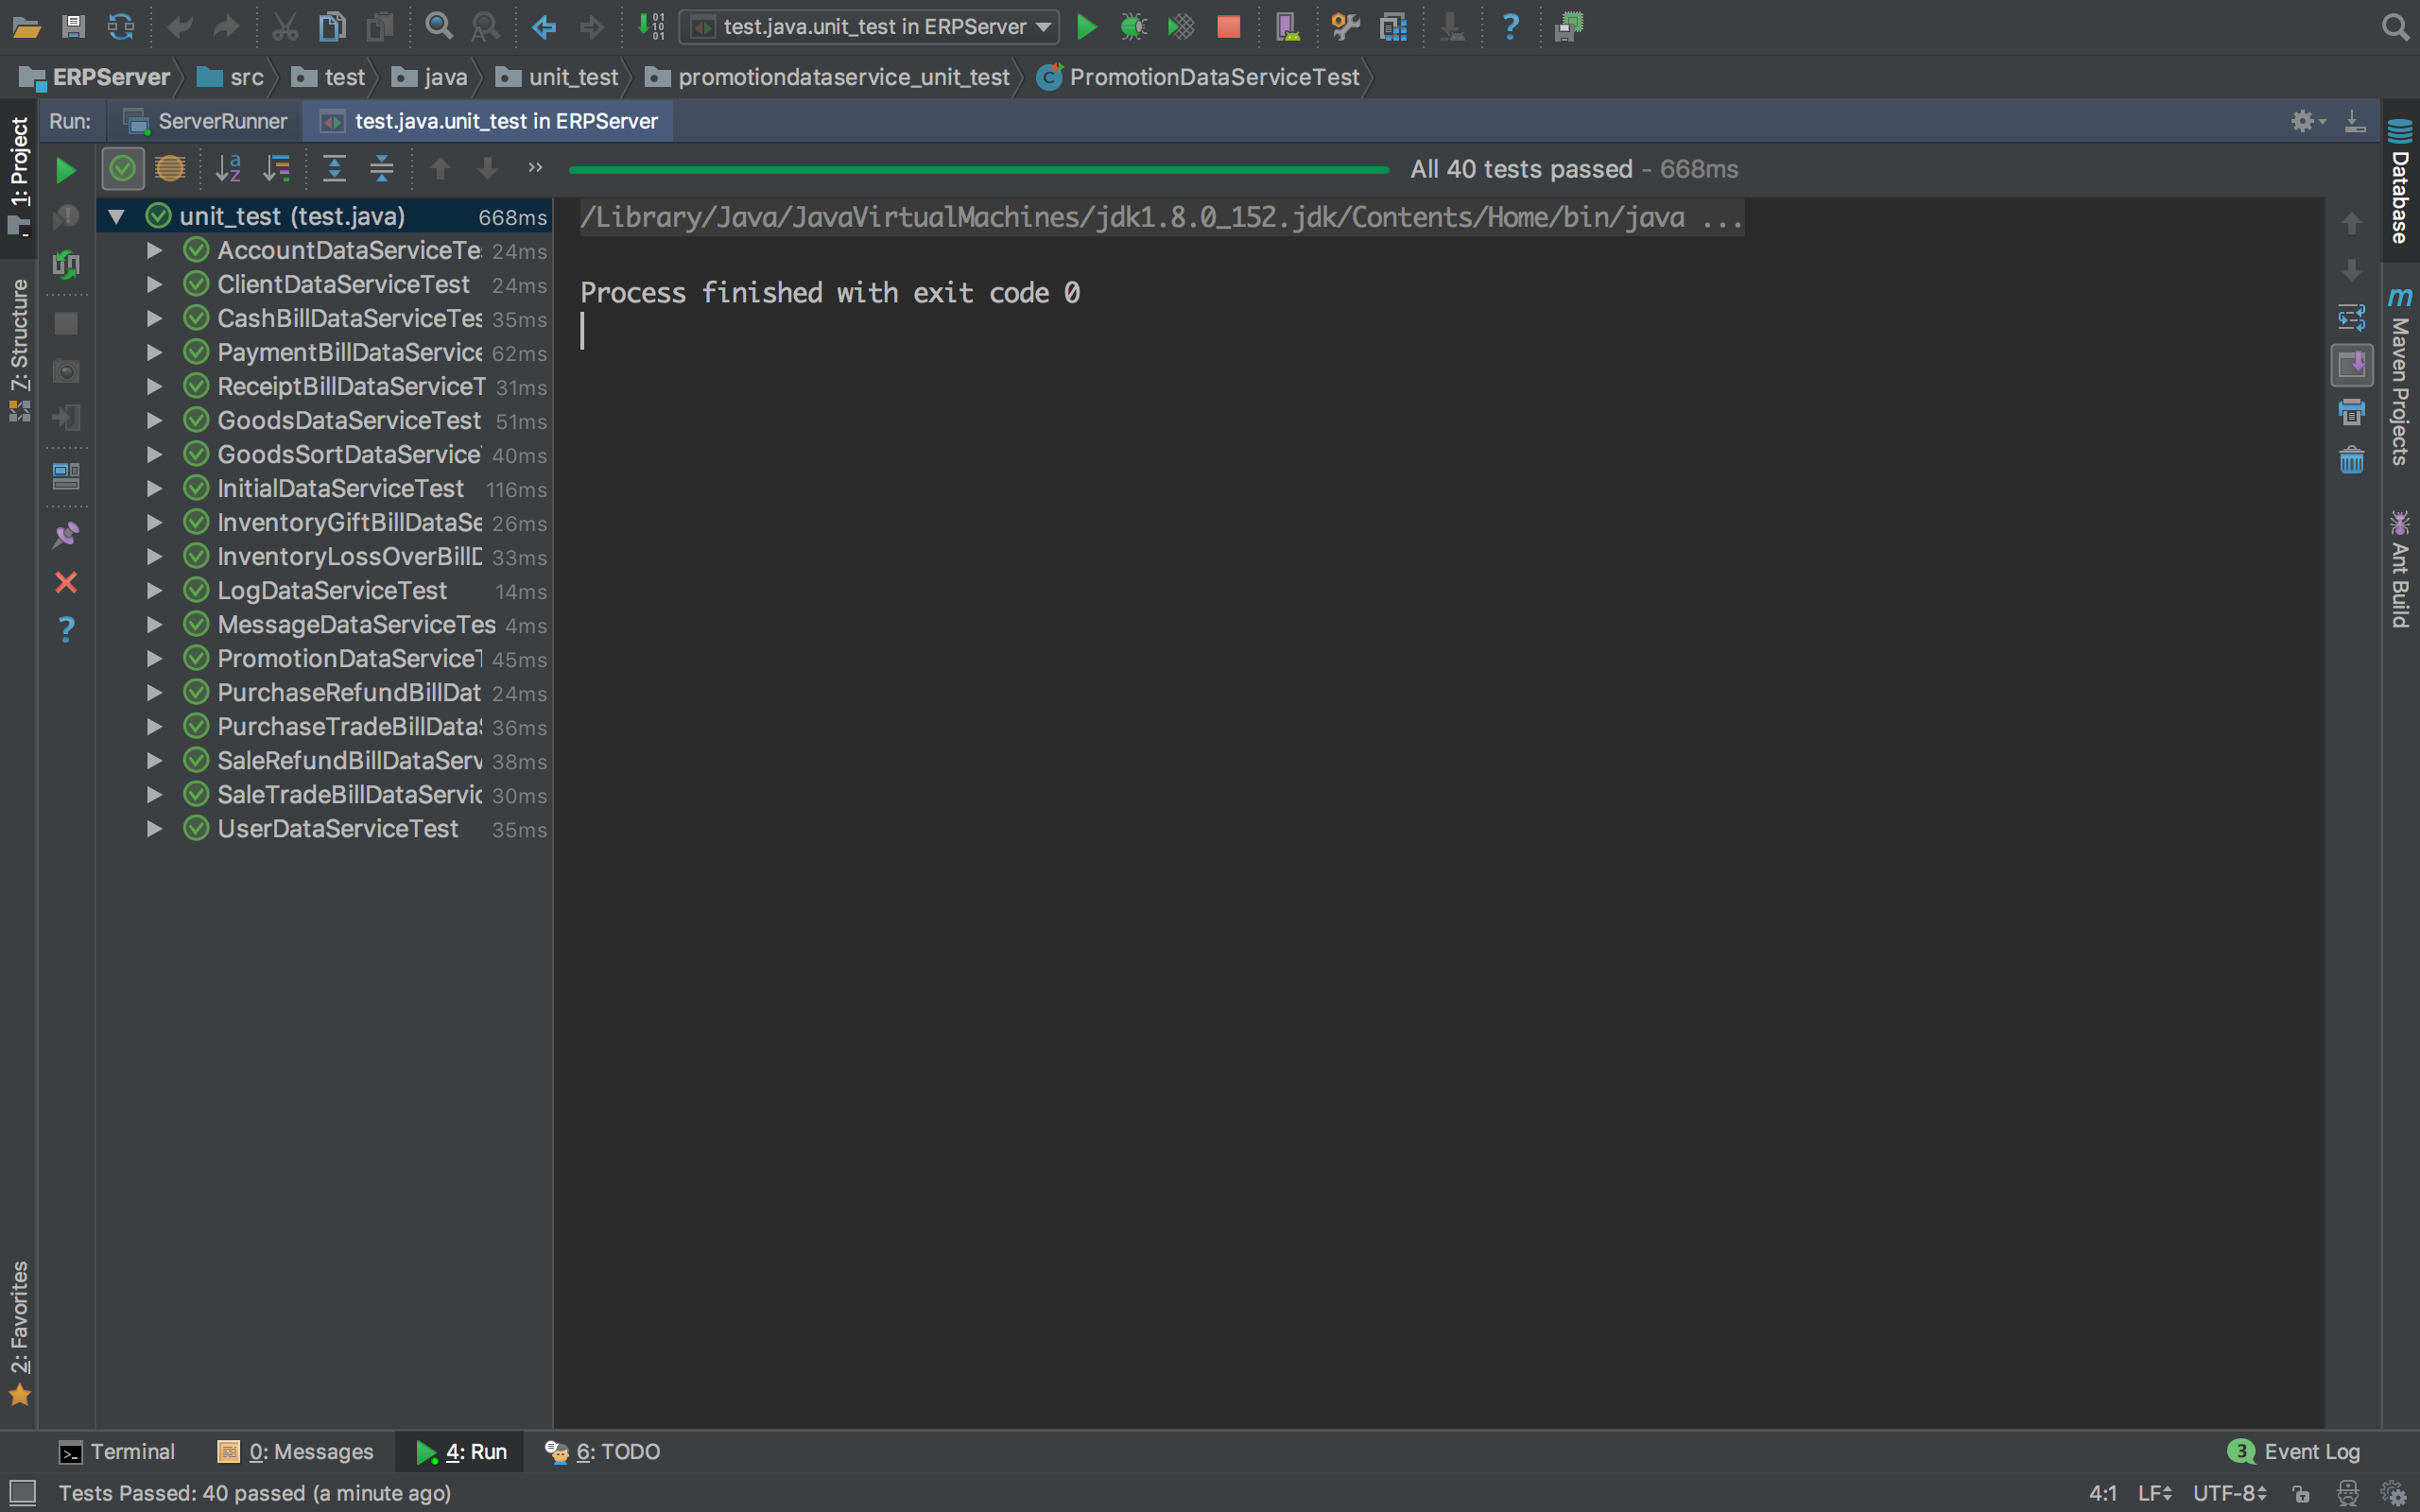 test.java.unit_test in ERPServer
ERPServer src test java unit_test promotiondataservice_unit_test PromotionDataServiceTest
Run: ServerRunner test.java.unit_test in ERPServer
All 40 tests passed - 668ms
unit_test (test.java) 668ms
AccountDataServiceTe 24ms
ClientDataServiceTest 24ms
CashBillDataServiceTes 35ms
PaymentBillDataService 62ms
ReceiptBillDataServiceT 31ms
GoodsDataServiceTest 51ms
GoodsSortDataService 40ms
InitialDataServiceTest 116ms
InventoryGiftBillDataSe 26ms
InventoryLossOverBillD 33ms
LogDataServiceTest 14ms
MessageDataServiceTes 4ms
PromotionDataServiceT 45ms
PurchaseRefundBillDat 24ms
PurchaseTradeBillDataS 36ms
SaleRefundBillDataServ 38ms
SaleTradeBillDataServic 30ms
UserDataServiceTest 35ms
/Library/Java/JavaVirtualMachines/jdk1.8.0_152.jdk/Contents/Home/bin/java ...
Process finished with exit code 0
1: Project
7: Structure
2: Favorites
Database
m Maven Projects
Ant Build
Terminal 0: Messages 4: Run 6: TODO 3 Event Log
Tests Passed: 40 passed (a minute ago) 4:1 LF UTF-8